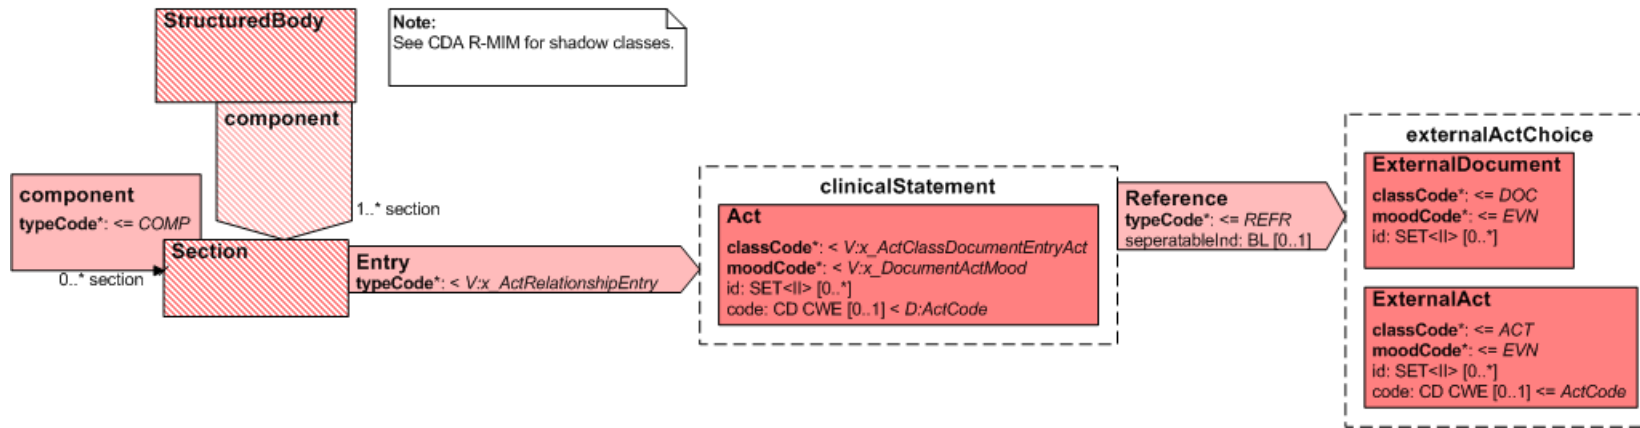 StructuredBody
Note:
See CDA R-MIM for shadow classes.
component
component
typeCode*: <= COMP
1..* section
0..* section
Section
Entry
typeCode*: < V:x_ActRelationshipEntry
clinicalStatement
Act
classCode*: < V:x_ActClassDocumentEntryAct
moodCode*: < V:x_DocumentActMood
id: SET<II> [0..*]
code: CD CWE [0..1] < D:ActCode
Reference
typeCode*: <= REFR
seperatableInd: BL [0..1]
externalActChoice
ExternalDocument
classCode*: <= DOC
moodCode*: <= EVN
id: SET<II> [0..*]
ExternalAct
classCode*: <= ACT
moodCode*: <= EVN
id: SET<II> [0..*]
code: CD CWE [0..1] <= ActCode